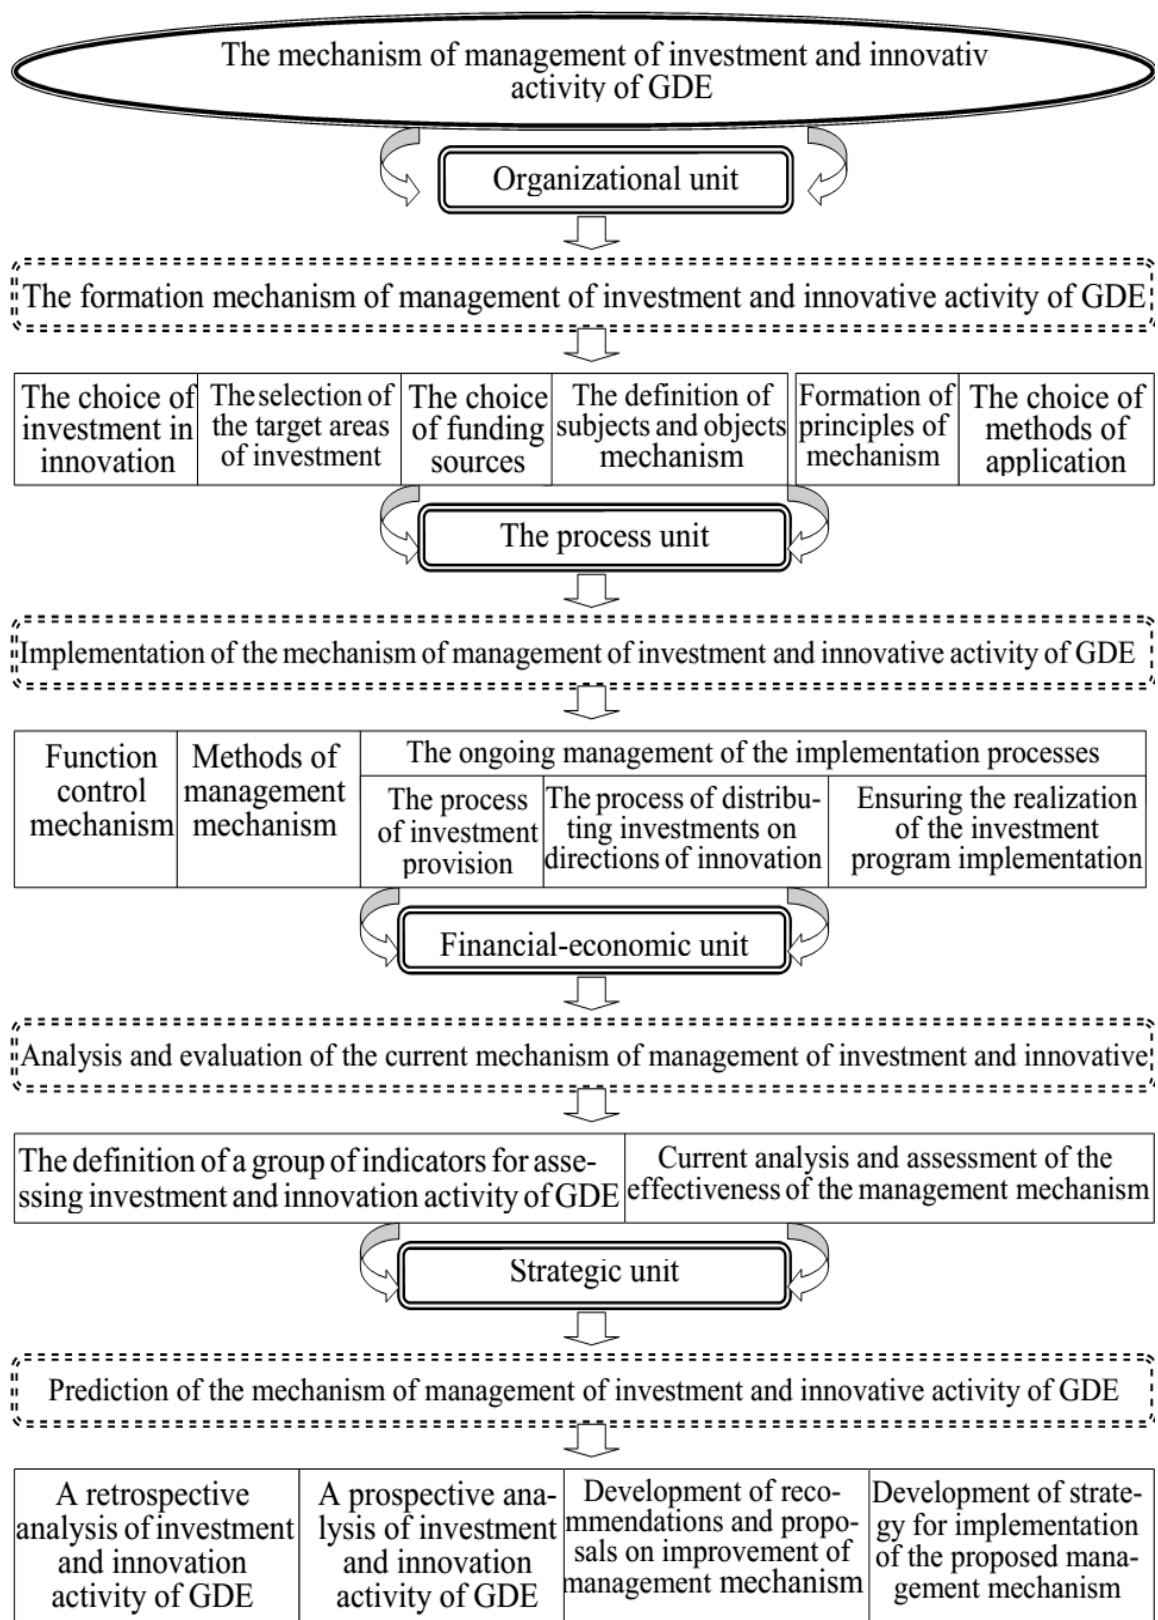 The mechanism of management of investment and innovativ
activity of GDE
Organizational unit
The formation mechanism of management of investment and innovative activity of GDE
The choice of
investment in
innovation
The selection of
the target areas
of investment
The choice
of funding
sources
The definition of
subjects and objects
mechanism
Formation of
principles of
mechanism
The choice of
methods of
application
The process unit
Implementation of the mechanism of management of investment and innovative activity of GDE
Function
control
mechanism
Methods of
management
mechanism
The ongoing management of the implementation processes
The process
of investment
provision
The process of distribu-
ting investments on
directions of innovation
Ensuring the realization
of the investment
program implementation
Financial-economic unit
Analysis and evaluation of the current mechanism of management of investment and innovative
The definition of a group of indicators for asse-
ssing investment and innovation activity of GDE
Current analysis and assessment of the
effectiveness of the management mechanism
Strategic unit
Prediction of the mechanism of management of investment and innovative activity of GDE
A retrospective
analysis of investment
and innovation
activity of GDE
A prospective ana-
lysis of investment
and innovation
activity of GDE
Development of reco-
mmendations and propo-
sals on improvement of
management mechanism
Development of strate-
gy for implementation
of the proposed mana-
gement mechanism